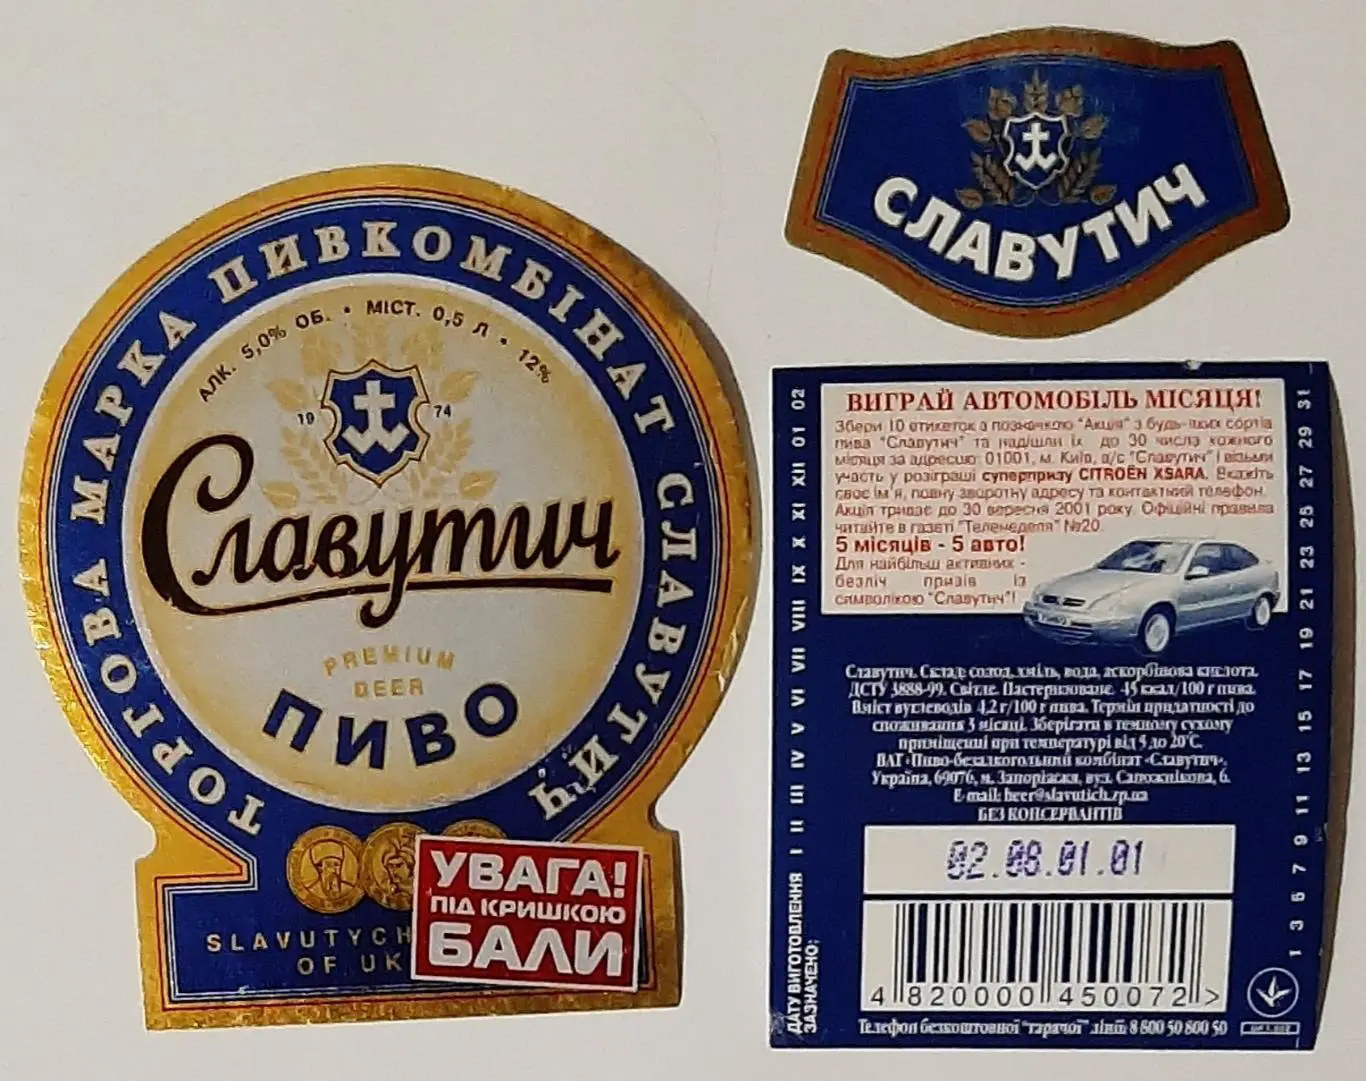 ТОРГОВА МАРКА ПИВКОМБІНАТ СЛАВУТИЧ
АЛК. 5,0% ОБ. • МІСТ. 0,5 Л • 12%
19 74
Славутич
PREMIUM
BEER
ПИВО
SLAVUTYCH
OF UK
УВАГА!
ПІД КРИШКОЮ
БАЛИ
СЛАВУТИЧ
ВИГРАЙ АВТОМОБІЛЬ МІСЯЦЯ!
Збери 10 етикеток з позначкою "Акція" з будь-яких сортів
пива "Славутич" та надішли їх до 30 числа кожного
місяця за адресою: 01001, м. Київ, а/с "Славутич" і візьми
участь у розіграші суперпризу CITROËN XSARA. Вкажіть
своє ім'я, повну зворотну адресу та контактний телефон.
Акція триває до 30 вересня 2001 року. Офіційні правила
читайте в газеті "Теленеделя" №20.
5 місяців - 5 авто!
Для найбільш активних -
безліч призів із
символікою "Славутич"!
Славутич. Склад: солод, хміль, вода, аскорбінова кислота.
ДСТУ 3888-99. Світле. Пастеризоване. 45 ккал/100 г пива.
Вміст вуглеводів 4,2 г/100 г пива. Термін придатності до
споживання 3 місяці. Зберігати в темному сухому
приміщенні при температурі від 5 до 20°С.
ВАТ "Пиво-безалкогольний комбінат «Славутич».
Україна, 69076, м. Запоріжжя, вул. Сапожнікова, 6.
E-mail: beer@slavutich.zp.ua
БЕЗ КОНСЕРВАНТІВ
02.08.01.01
4 820000 450072 >
Телефон безкоштовної "гарячої" лінії 8 800 50 800 50
ДАТУ ВИГОТОВЛЕННЯ
ЗАЗНАЧЕНО:
I II III IV V VI VII VIII IX X XI XII 01 02
1 3 6 7 9 11 13 15 17 19 21 23 25 27 29 31